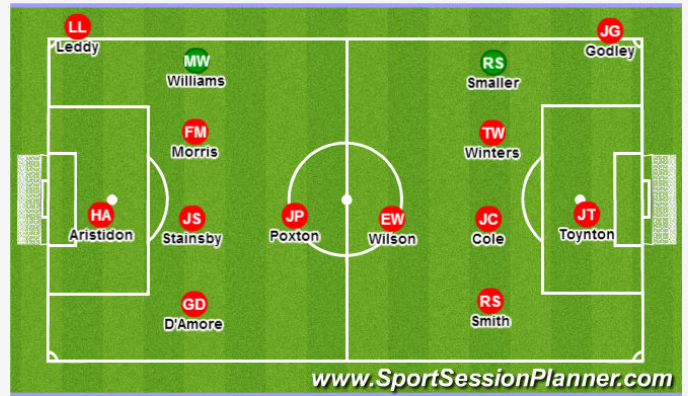 LL
Leddy
JG
Godley
MW
Williams
RS
Smaller
FM
Morris
TW
Winters
HA
Aristidon
JS
Stainsby
JP
Poxton
EW
Wilson
JC
Cole
JT
Toynton
GD
D'Amore
RS
Smith
www.SportSessionPlanner.com